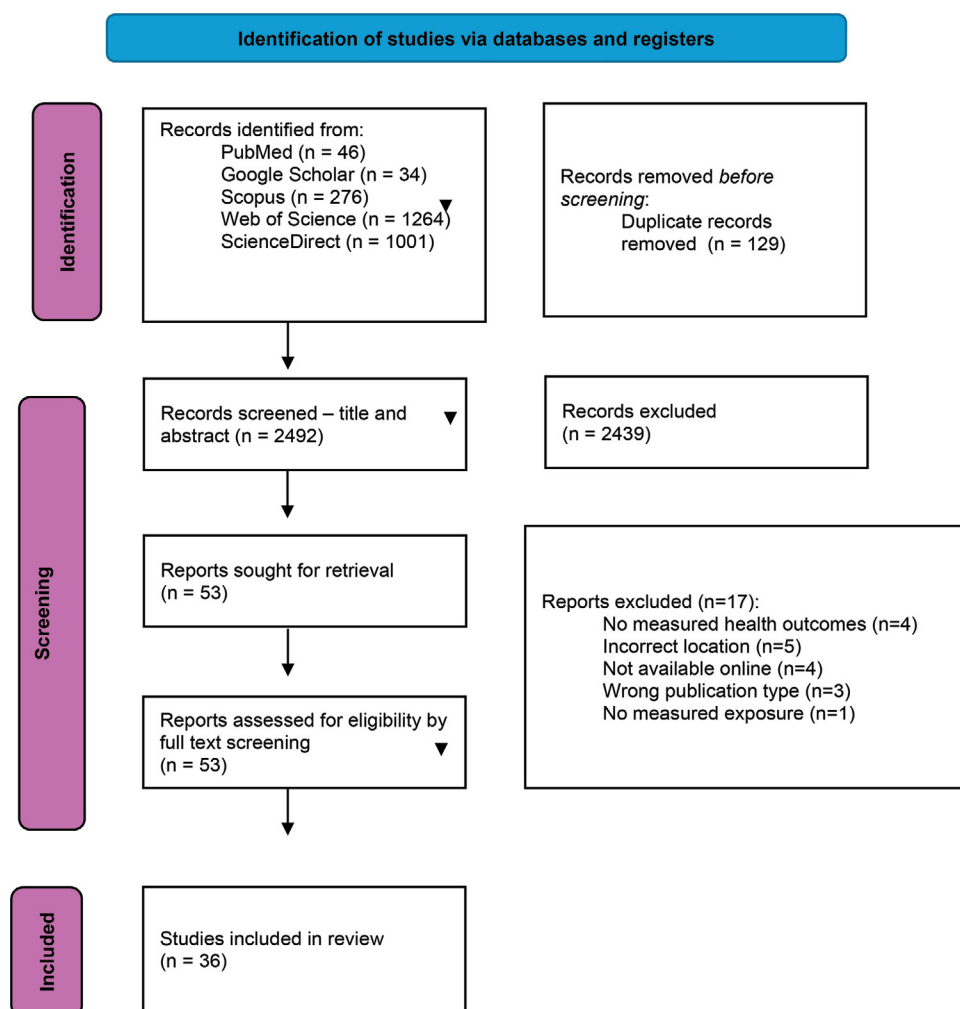 Identification of studies via databases and registers
Identification
Records identified from:
PubMed (n = 46)
Google Scholar (n = 34)
Scopus (n = 276)
Web of Science (n = 1264)
ScienceDirect (n = 1001)
Records removed before
screening:
Duplicate records
removed (n = 129)
Screening
Records screened – title and
abstract (n = 2492)
Records excluded
(n = 2439)
Reports sought for retrieval
(n = 53)
Reports assessed for eligibility by
full text screening
(n = 53)
Reports excluded (n=17):
No measured health outcomes (n=4)
Incorrect location (n=5)
Not available online (n=4)
Wrong publication type (n=3)
No measured exposure (n=1)
Included
Studies included in review
(n = 36)